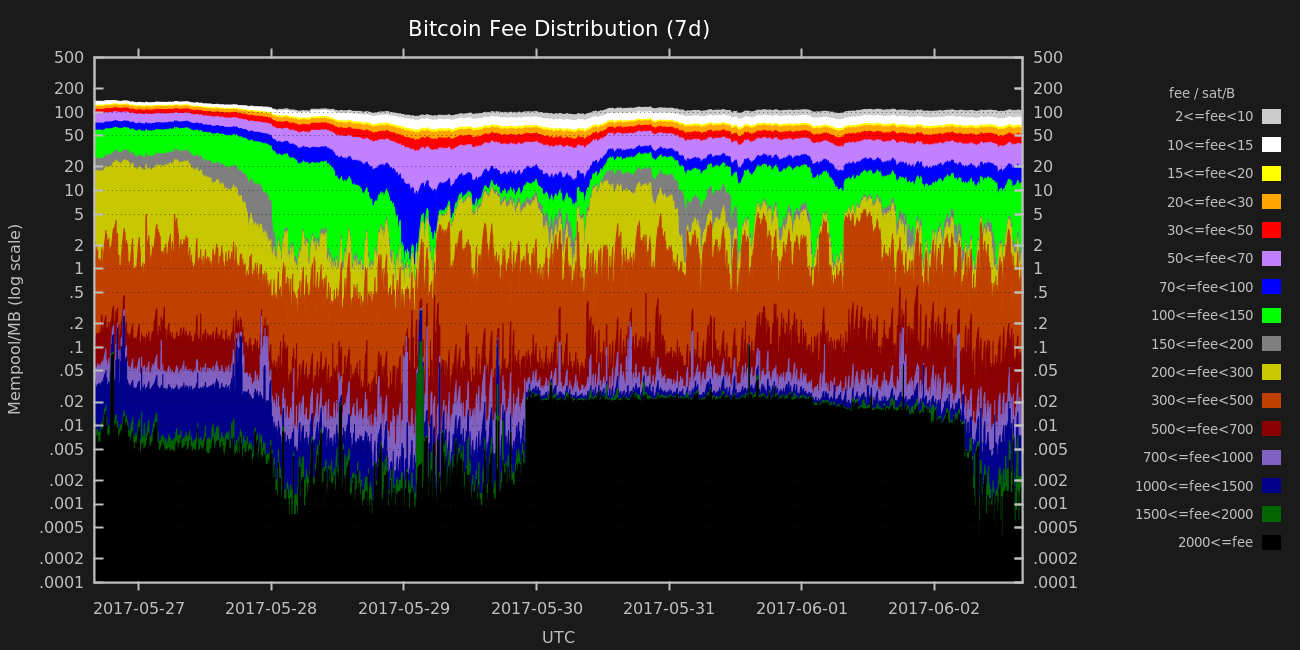 Bitcoin Fee Distribution (7d)
Mempool/MB (log scale)
500
200
100
50
20
10
5
2
1
.5
.2
.1
.05
.02
.01
.005
.002
.001
.0005
.0002
.0001
500
200
100
50
20
10
5
2
1
.5
.2
.1
.05
.02
.01
.005
.002
.001
.0005
.0002
.0001
2017-05-27 2017-05-28 2017-05-29 2017-05-30 2017-05-31 2017-06-01 2017-06-02
UTC
fee / sat/B
2<=fee<10
10<=fee<15
15<=fee<20
20<=fee<30
30<=fee<50
50<=fee<70
70<=fee<100
100<=fee<150
150<=fee<200
200<=fee<300
300<=fee<500
500<=fee<700
700<=fee<1000
1000<=fee<1500
1500<=fee<2000
2000<=fee